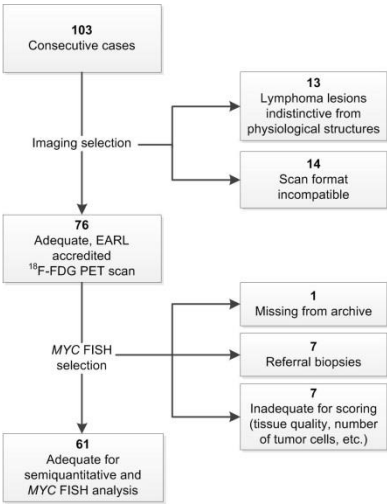 103
Consecutive cases
13
Lymphoma lesions
indistinctive from
physiological structures
Imaging selection
14
Scan format
incompatible
76
Adequate, EARL
accredited
¹⁸F-FDG PET scan
1
Missing from archive
MYC FISH
selection
7
Referral biopsies
7
Inadequate for scoring
(tissue quality, number
of tumor cells, etc.)
61
Adequate for
semiquantitative and
MYC FISH analysis